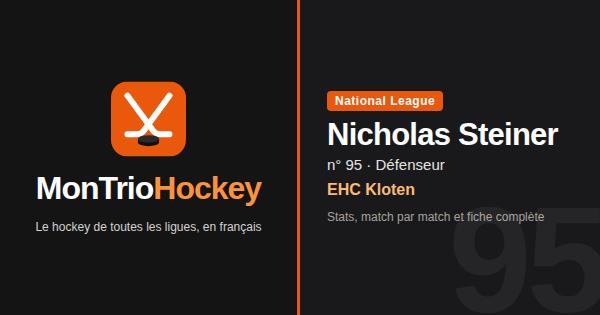 MonTrioHockey
Le hockey de toutes les ligues, en français
National League
Nicholas Steiner
n° 95 · Défenseur
EHC Kloten
Stats, match par match et fiche complète
95